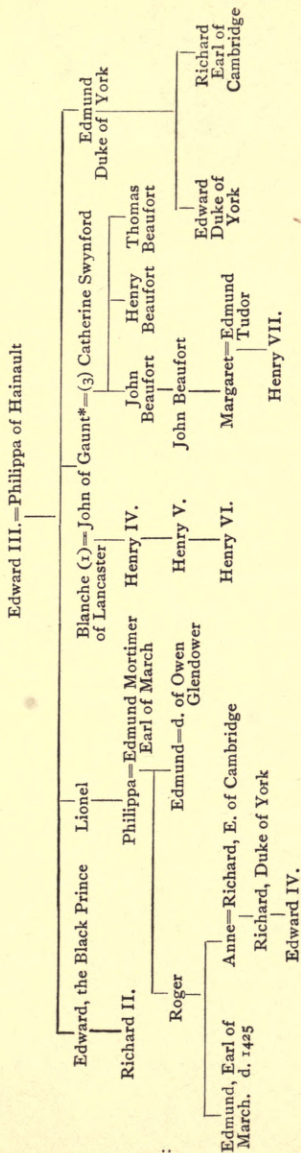 Edward III.=Philippa of Hainault
Edward, the Black Prince
Richard II.
Lionel
Philippa=Edmund Mortimer
Earl of March
Roger
Edmund=d. of Owen
Glendower
Edmund, Earl of
March. d. 1425
Anne=Richard, E. of Cambridge
Richard, Duke of York
Edward IV.
Blanche (1)=John of Gaunt*=(3) Catherine Swynford
of Lancaster
Henry IV.
Henry V.
Henry VI.
John
Beaufort
Henry
Beaufort
Thomas
Beaufort
John Beaufort
Margaret=Edmund
Tudor
Henry VII.
Edmund
Duke of York
Edward
Duke of
York
Richard
Earl of
Cambridge